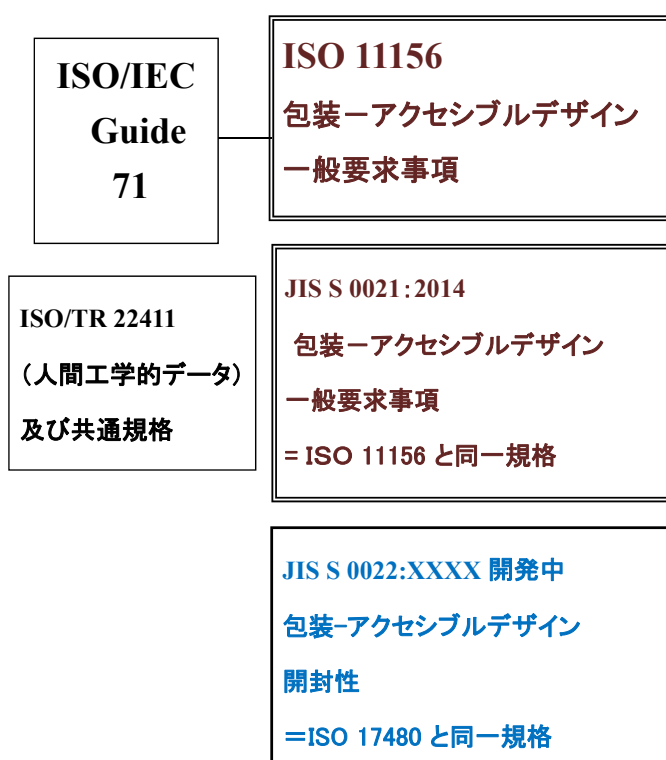 ISO/IEC
Guide
71
ISO 11156
包装－アクセシブルデザイン
一般要求事項
ISO/TR 22411
（人間工学的データ）
及び共通規格
JIS S 0021：2014
包装－アクセシブルデザイン
一般要求事項
= ISO 11156 と同一規格
JIS S 0022:XXXX 開発中
包装-アクセシブルデザイン
開封性
＝ISO 17480 と同一規格